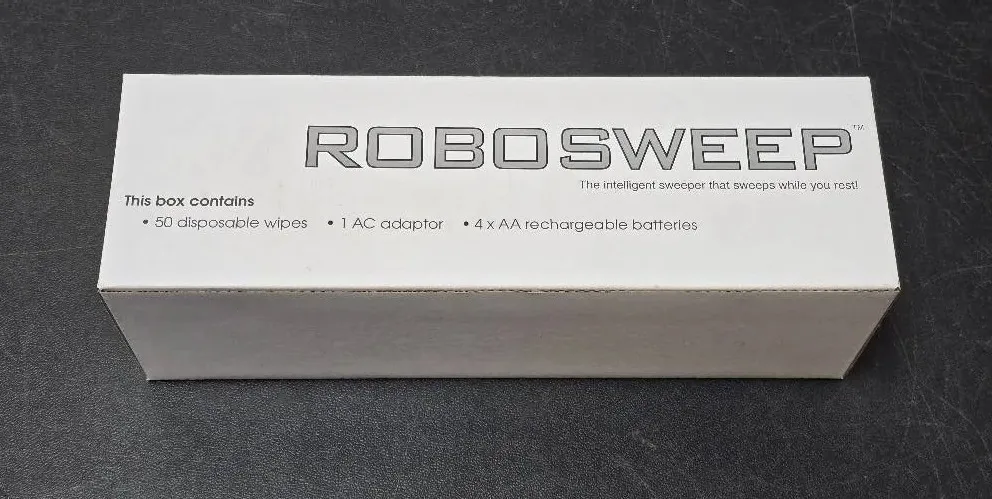 ROBOSWEEP™
The intelligent sweeper that sweeps while you rest!
This box contains
• 50 disposable wipes • 1 AC adaptor • 4 x AA rechargeable batteries